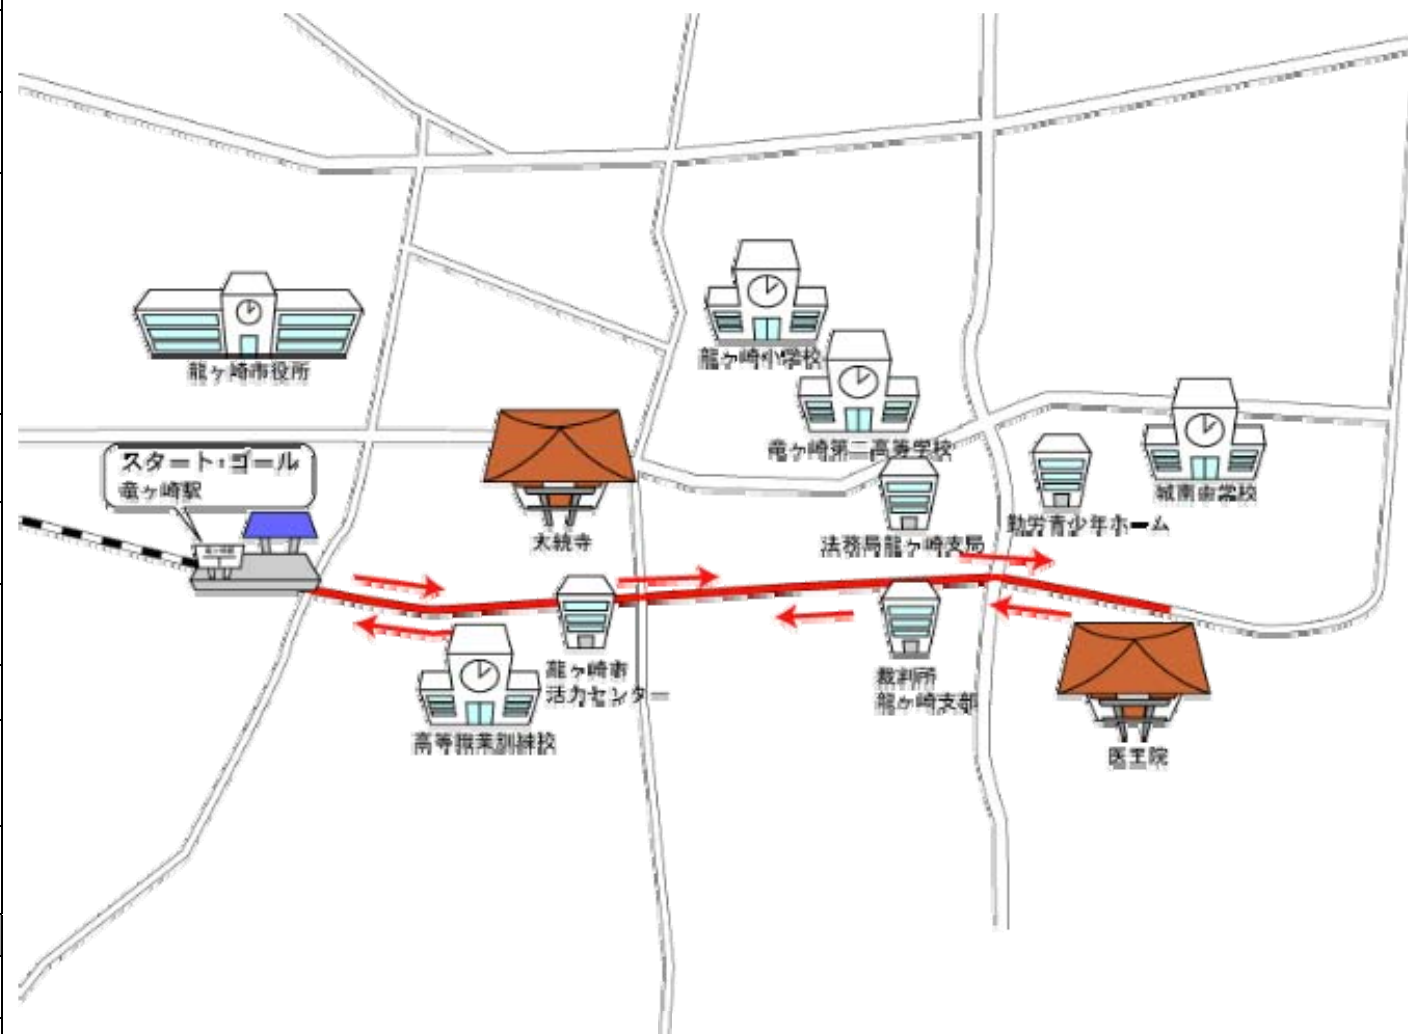 龍ヶ崎小学校
龍ヶ崎市役所
竜ヶ崎第二高等学校
スタート・ゴール
竜ヶ崎駅
城南中学校
勤労青少年ホーム
大統寺
法務局龍ヶ崎支局
龍ヶ崎市
活力センター
裁判所
龍ヶ崎支部
高等職業訓練校
医王院